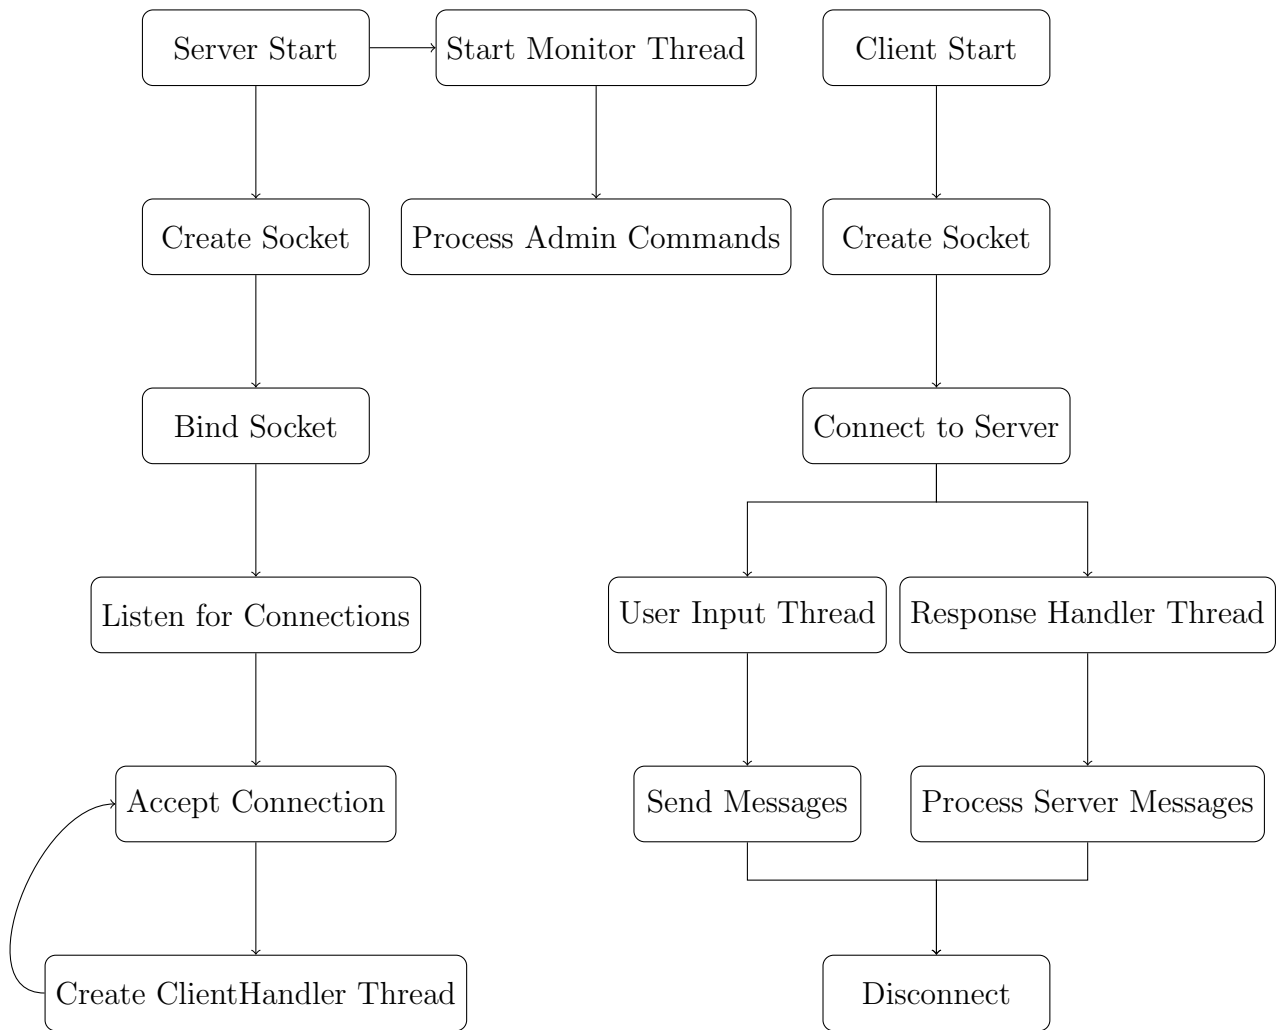 Server Start
Start Monitor Thread
Client Start
Create Socket
Process Admin Commands
Create Socket
Bind Socket
Connect to Server
Listen for Connections
User Input Thread
Response Handler Thread
Accept Connection
Send Messages
Process Server Messages
Create ClientHandler Thread
Disconnect